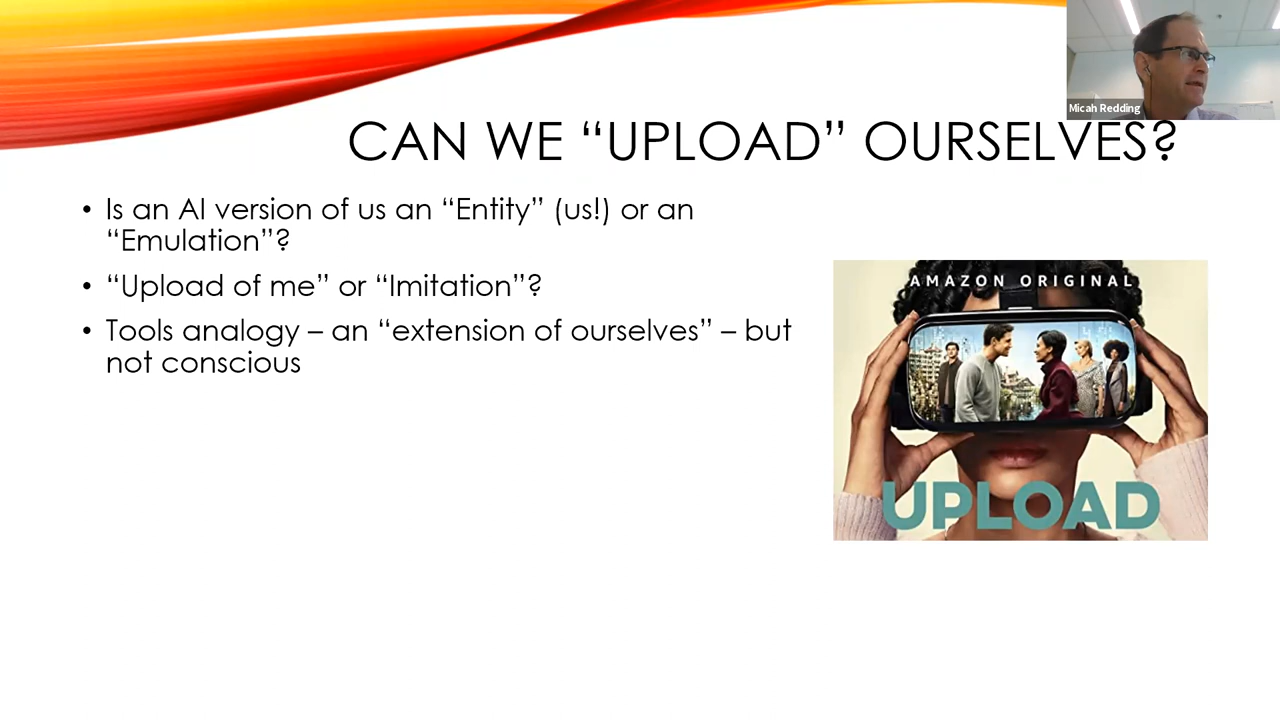 Micah Redding
CAN WE “UPLOAD” OURSELVES?
• Is an AI version of us an “Entity” (us!) or an
“Emulation”?
• “Upload of me” or “Imitation”?
• Tools analogy – an “extension of ourselves” – but
not conscious
AMAZON ORIGINAL
UPLOAD